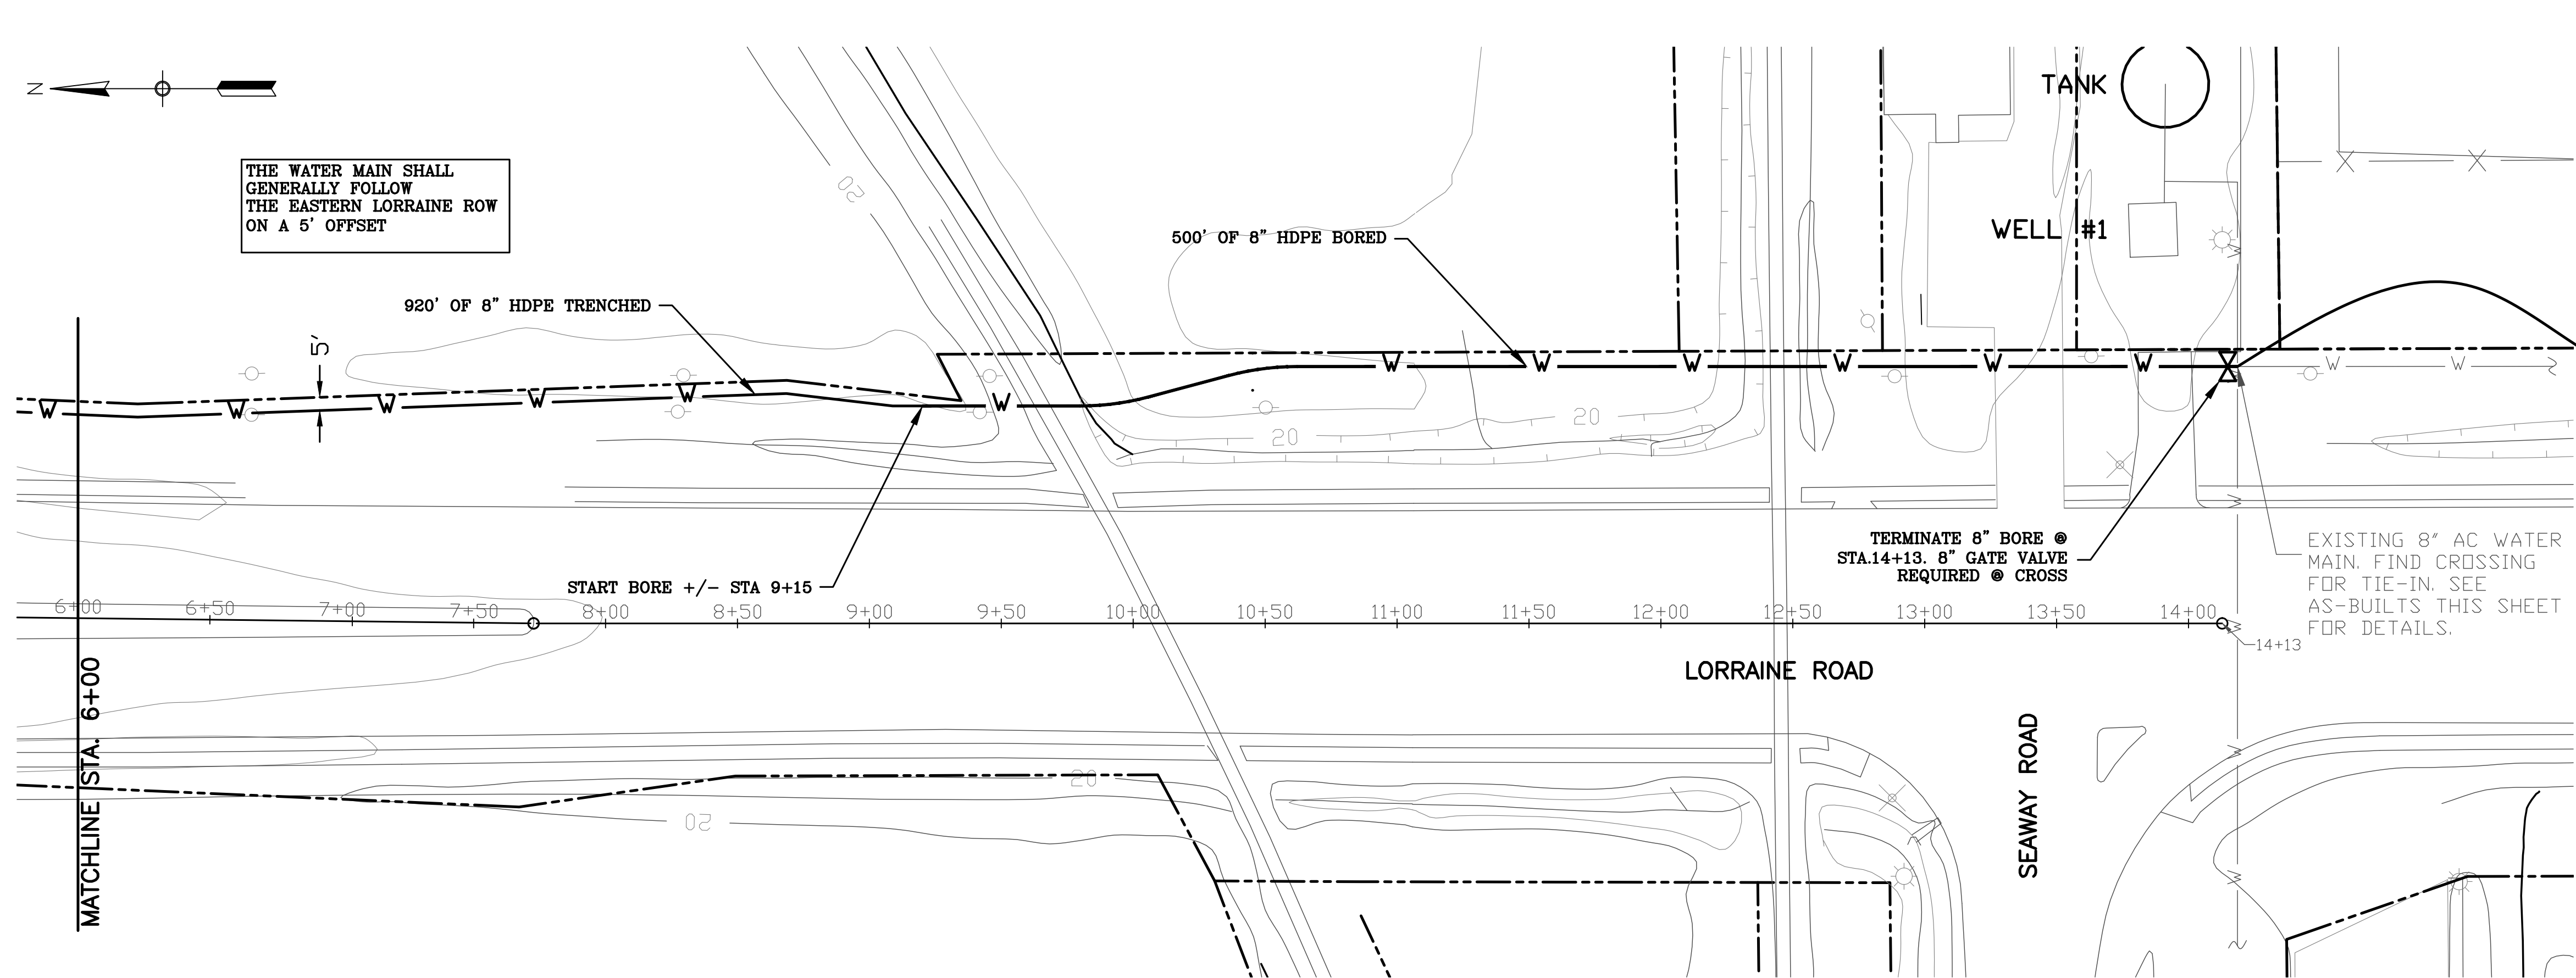 N
TANK
THE WATER MAIN SHALL
GENERALLY FOLLOW
THE EASTERN LORRAINE ROW
ON A 5' OFFSET
20
WELL #1
500' OF 8" HDPE BORED
920' OF 8" HDPE TRENCHED
5'
W W W W W W W W W W W W W W
20
20
TERMINATE 8" BORE @
STA.14+13. 8" GATE VALVE
REQUIRED @ CROSS
EXISTING 8" AC WATER
MAIN. FIND CROSSING
FOR TIE-IN. SEE
AS-BUILTS THIS SHEET
FOR DETAILS.
START BORE +/- STA 9+15
6+00 6+50 7+00 7+50 8+00 8+50 9+00 9+50 10+00 10+50 11+00 11+50 12+00 12+50 13+00 13+50 14+00
14+13
LORRAINE ROAD
MATCHLINE STA. 6+00
SEAWAY ROAD
20
20